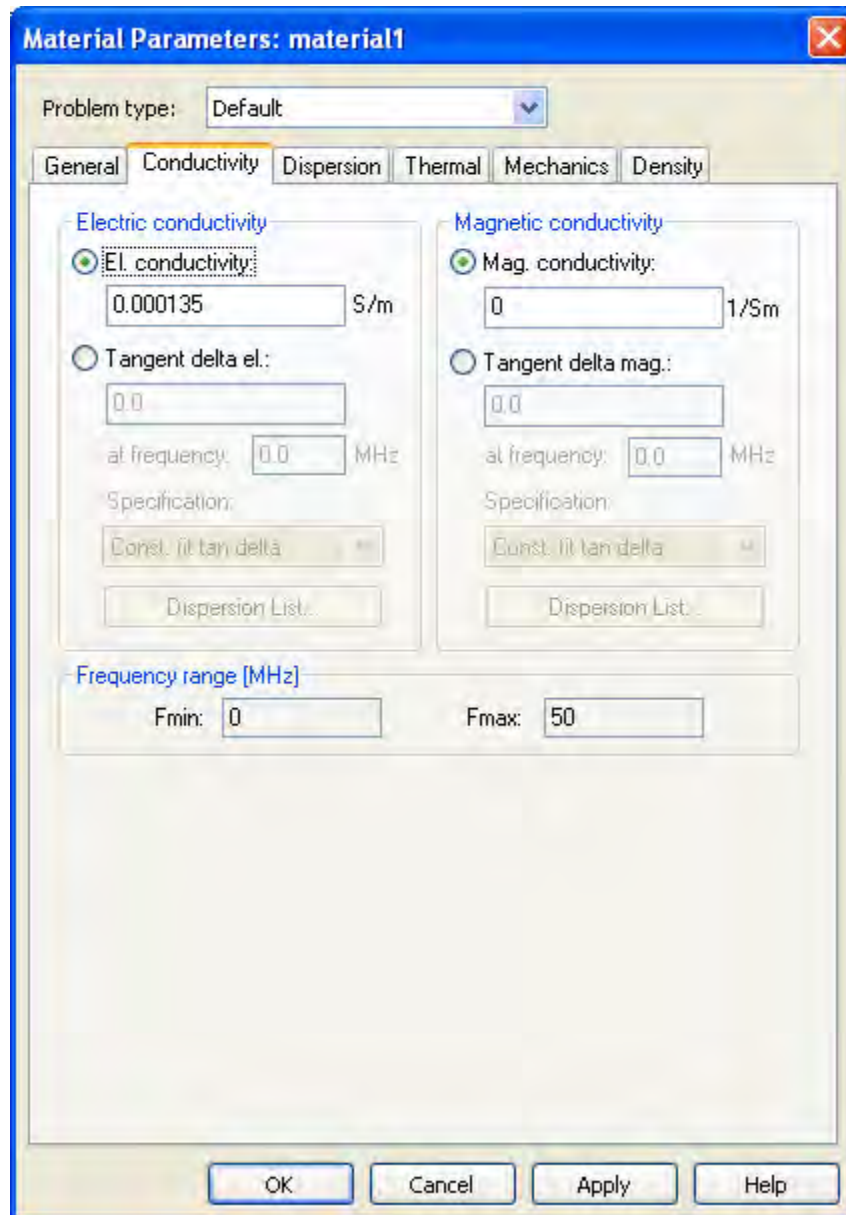 Material Parameters: material1
Problem type: Default
General Conductivity Dispersion Thermal Mechanics Density
Electric conductivity
El. conductivity:
0.000135 S/m
Tangent delta el.:
0.0
at frequency: 0.0 MHz
Specification:
Const. fit tan delta
Dispersion List...
Magnetic conductivity
Mag. conductivity:
0 1/Sm
Tangent delta mag.:
0.0
at frequency: 0.0 MHz
Specification:
Const. fit tan delta
Dispersion List...
Frequency range [MHz]
Fmin: 0 Fmax: 50
OK Cancel Apply Help